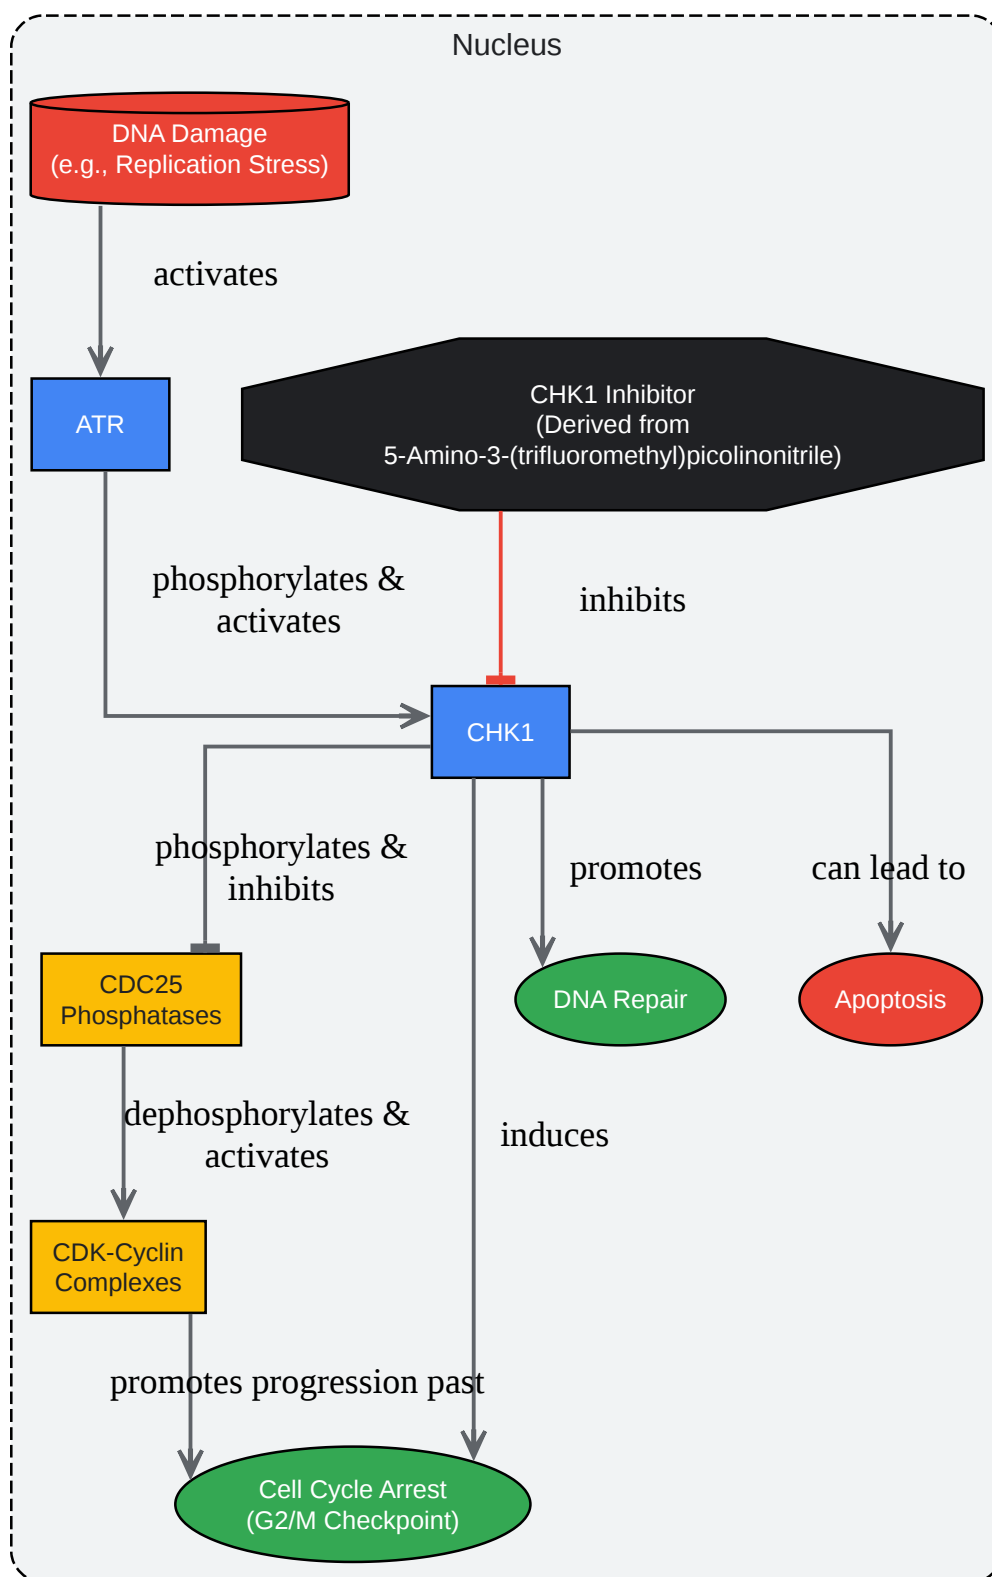 Nucleus
DNA Damage
(e.g., Replication Stress)
activates
ATR
CHK1 Inhibitor
(Derived from
5-Amino-3-(trifluoromethyl)picolinonitrile)
phosphorylates &
activates
inhibits
CHK1
phosphorylates &
inhibits
promotes
can lead to
CDC25
Phosphatases
DNA Repair
Apoptosis
dephosphorylates &
activates
induces
CDK-Cyclin
Complexes
promotes progression past
Cell Cycle Arrest
(G2/M Checkpoint)